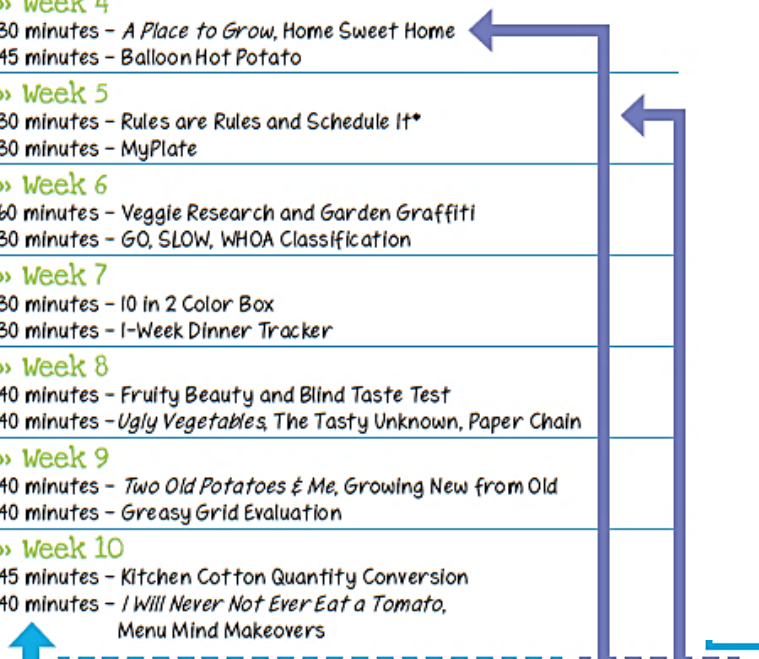 » Week 4
30 minutes – A Place to Grow, Home Sweet Home
45 minutes – Balloon Hot Potato
» Week 5
30 minutes – Rules are Rules and Schedule It*
30 minutes – MyPlate
» Week 6
60 minutes – Veggie Research and Garden Graffiti
30 minutes – GO, SLOW, WHOA Classification
» Week 7
30 minutes – 10 in 2 Color Box
30 minutes – 1-Week Dinner Tracker
» Week 8
40 minutes – Fruity Beauty and Blind Taste Test
40 minutes – Ugly Vegetables, The Tasty Unknown, Paper Chain
» Week 9
40 minutes – Two Old Potatoes & Me, Growing New from Old
40 minutes – Greasy Grid Evaluation
» Week 10
45 minutes – Kitchen Cotton Quantity Conversion
40 minutes – I Will Never Not Ever Eat a Tomato,
Menu Mind Makeovers